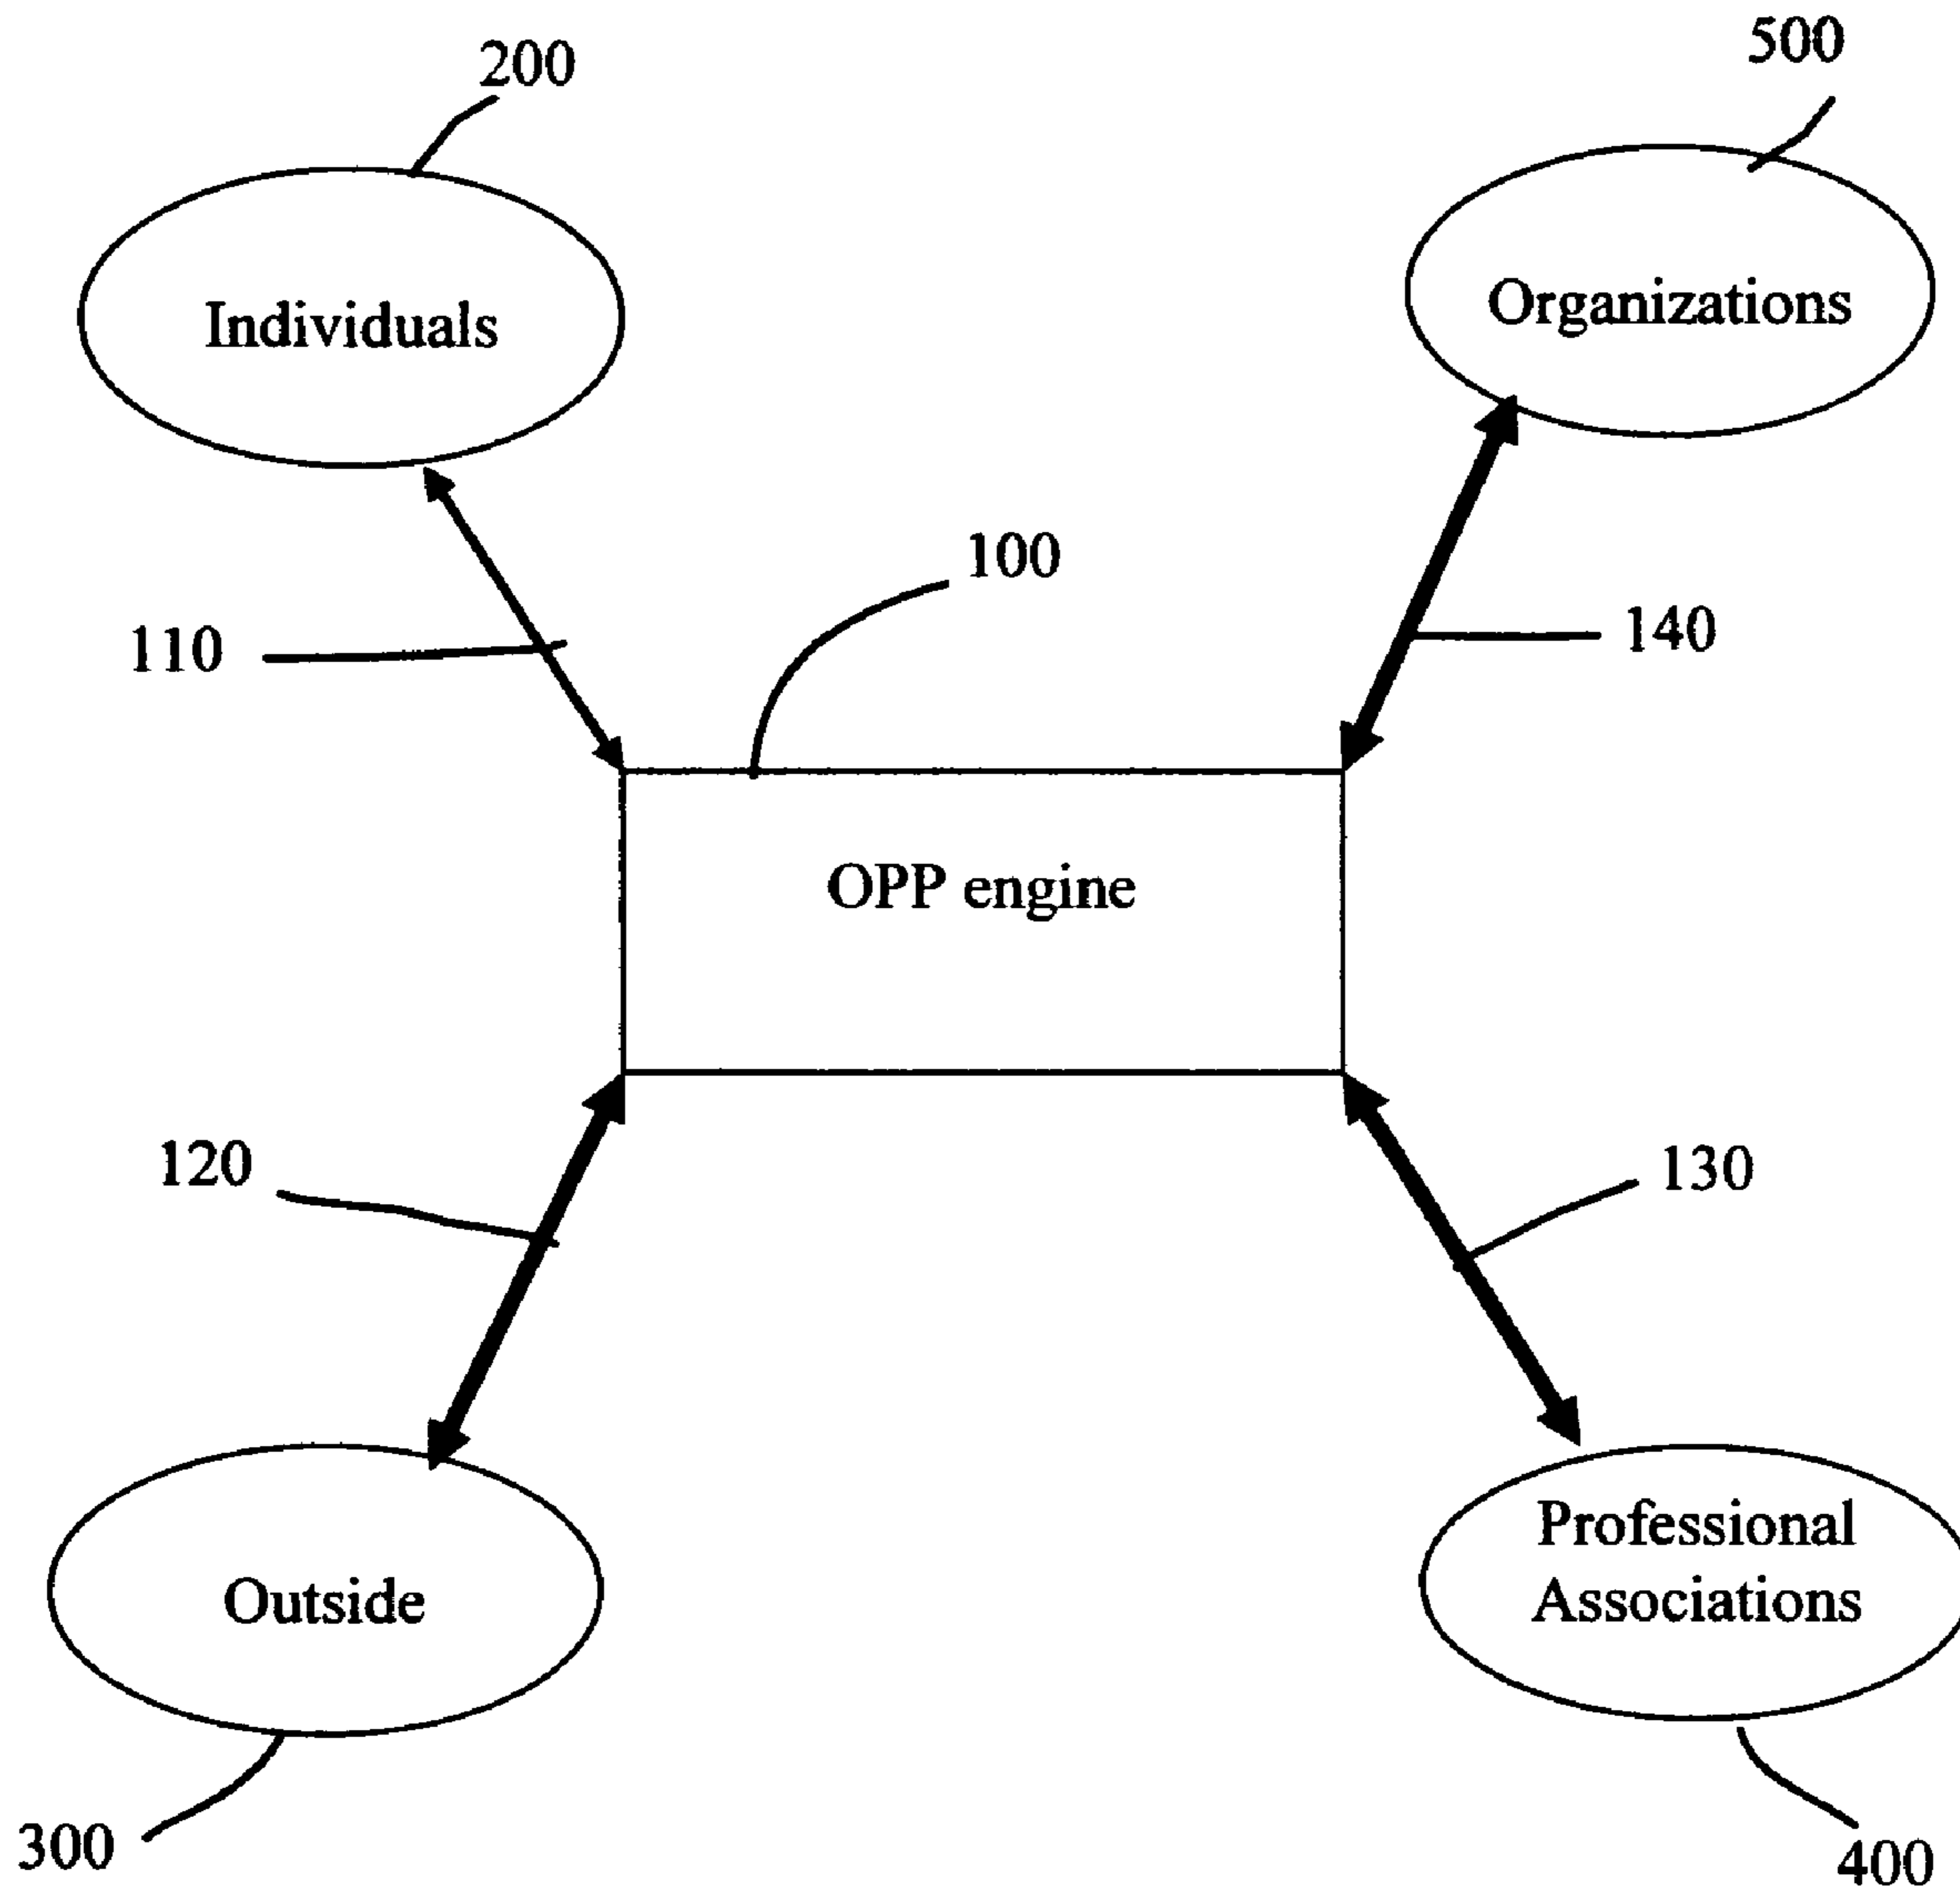 200
500
Individuals
Organizations
100
110
140
OPP engine
120
130
Professional
Associations
Outside
300
400